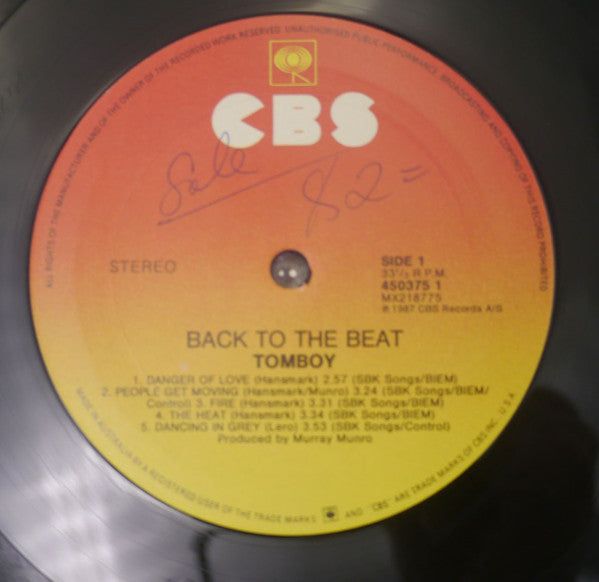 ALL RIGHTS OF THE MANUFACTURER AND OF THE OWNER OF THE RECORDED WORK RESERVED. UNAUTHORISED PUBLIC PERFORMANCE, BROADCASTING AND COPYING OF THIS RECORD PROHIBITED
CBS
Sale $2=
STEREO
SIDE 1
33⅓ R.P.M.
450375 1
MX218775
℗ 1987 CBS Records A/S
BACK TO THE BEAT
TOMBOY
1. DANGER OF LOVE (Hansmark) 2.57 (SBK Songs/BIEM)
2. PEOPLE GET MOVING (Hansmark/Munro) 3.24 (SBK Songs/BIEM/
Control) 3. FIRE (Hansmark) 3.31 (SBK Songs/BIEM)
4. THE HEAT (Hansmark) 3.34 (SBK Songs/BIEM)
5. DANCING IN GREY (Lero) 3.53 (SBK Songs/Control)
Produced by Murray Munro
MADE IN AUSTRALIA BY A REGISTERED USER OF THE TRADE MARKS AND "CBS" ARE TRADE MARKS OF CBS INC. U.S.A.